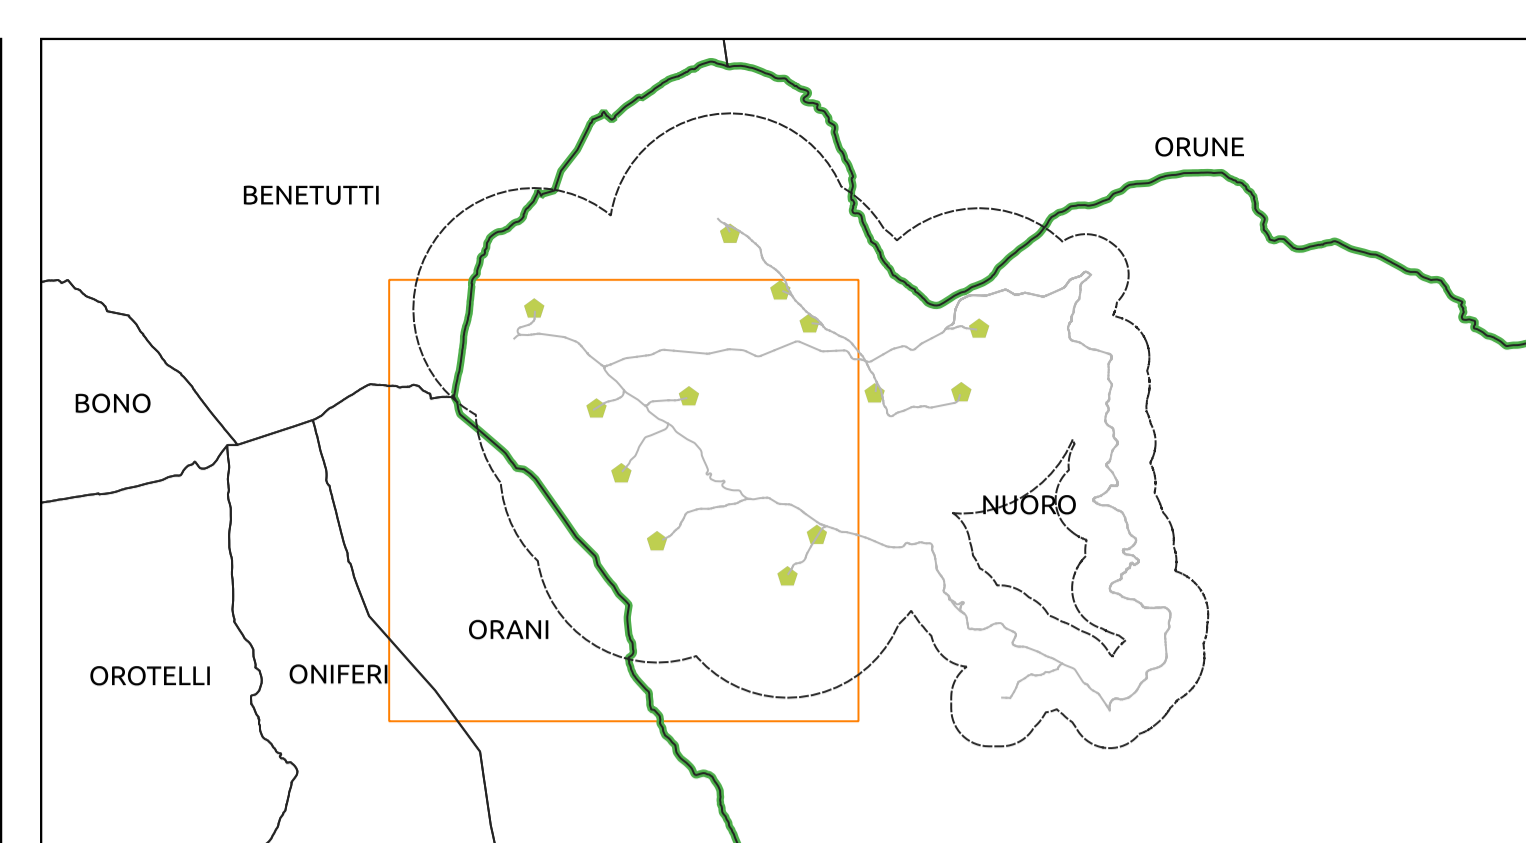 ORUNE
BENETUTTI
BONO
NUORO
ORANI
OROTELLI
ONIFERI